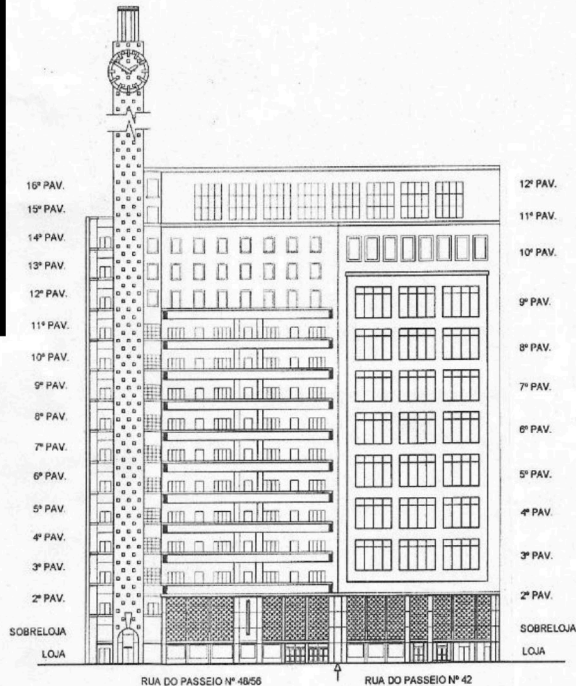 16º PAV.
15º PAV.
14º PAV.
13º PAV.
12º PAV.
11º PAV.
10º PAV.
9º PAV.
8º PAV.
7º PAV.
6º PAV.
5º PAV.
4º PAV.
3º PAV.
2º PAV.
SOBRELOJA
LOJA
12º PAV.
11º PAV.
10º PAV.
9º PAV.
8º PAV.
7º PAV.
6º PAV.
5º PAV.
4º PAV.
3º PAV.
2º PAV.
SOBRELOJA
LOJA
RUA DO PASSEIO Nº 48/56
RUA DO PASSEIO Nº 42